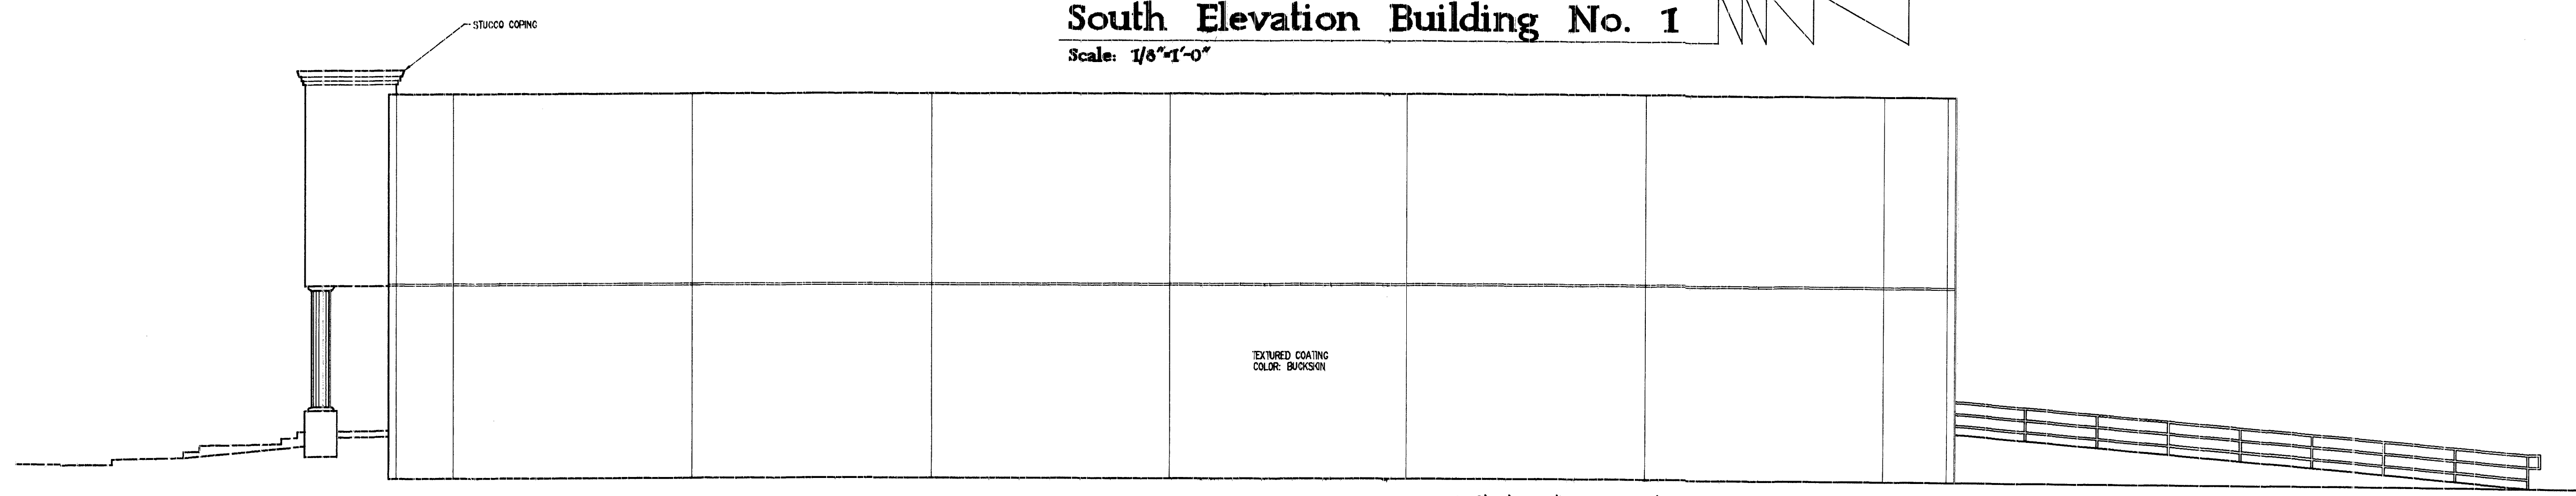 STUCCO COPING
South Elevation Building No. 1
Scale: 1/8"=1'-0"
TEXTURED COATING
COLOR: BUCKSKIN